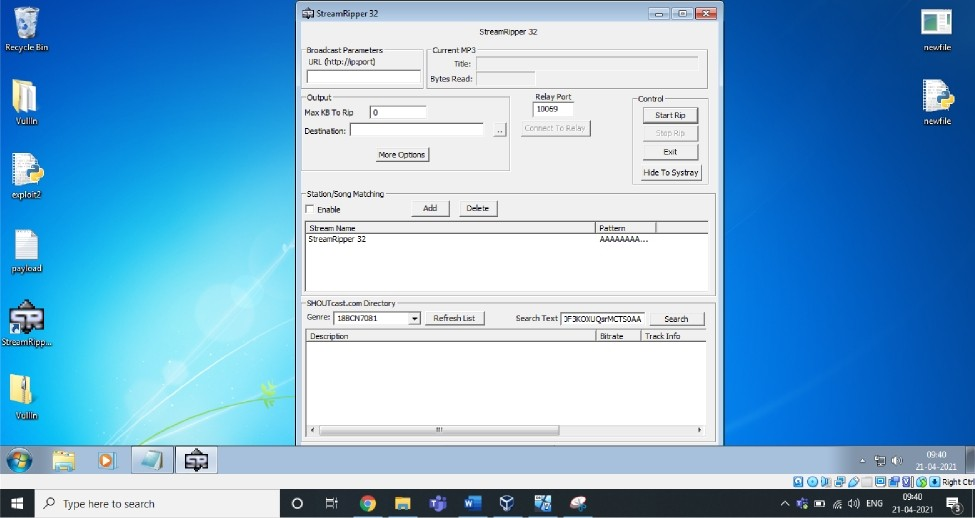 Recycle Bin
Vulln
exploit2
payload
StreamRipp...
Vulln
newfile
newfile
StreamRipper 32
StreamRipper 32
Broadcast Parameters
URL (http://ip:port)
Current MP3
Title:
Bytes Read:
Output
Max KB To Rip
0
Destination:
..
More Options
Relay Port
10069
Connect To Relay
Control
Start Rip
Stop Rip
Exit
Hide To Systray
Station/Song Matching
Enable
Add
Delete
Stream Name
Pattern
StreamRipper 32
AAAAAAAA...
SHOUTcast.com Directory
Genre:
18BCN7081
Refresh List
Search Text
Search
Description
Bitrate
Track Info
09:40
21-04-2021
Right Ctrl
Type here to search
ENG
09:40
21-04-2021
3